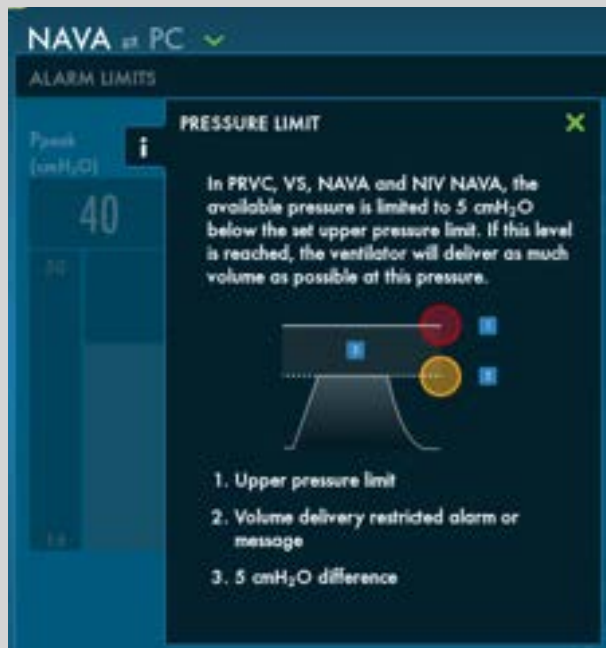 NAVA ⇄ PC
ALARM LIMITS
Ppeak
(cmH₂O)
i
PRESSURE LIMIT
40
In PRVC, VS, NAVA and NIV NAVA, the
available pressure is limited to 5 cmH₂O
below the set upper pressure limit. If this level
is reached, the ventilator will deliver as much
volume as possible at this pressure.
1. Upper pressure limit
2. Volume delivery restricted alarm or
message
3. 5 cmH₂O difference